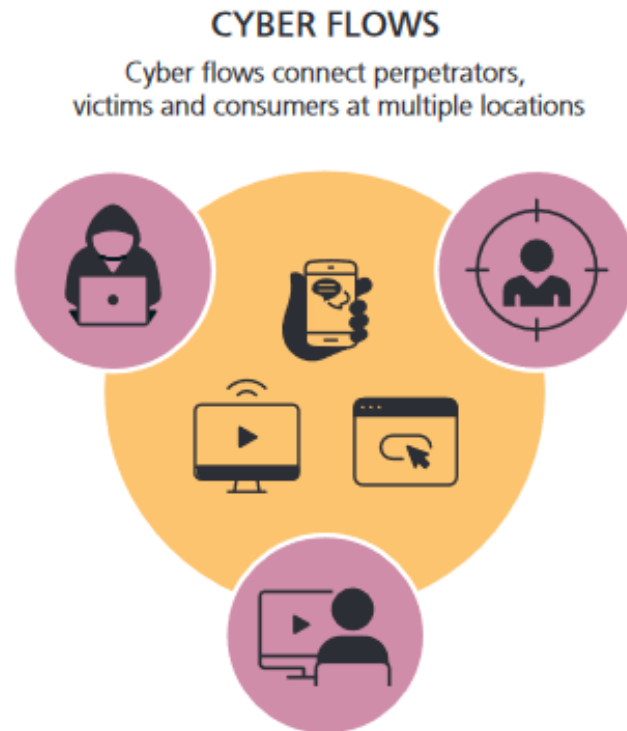 CYBER FLOWS
Cyber flows connect perpetrators,
victims and consumers at multiple locations